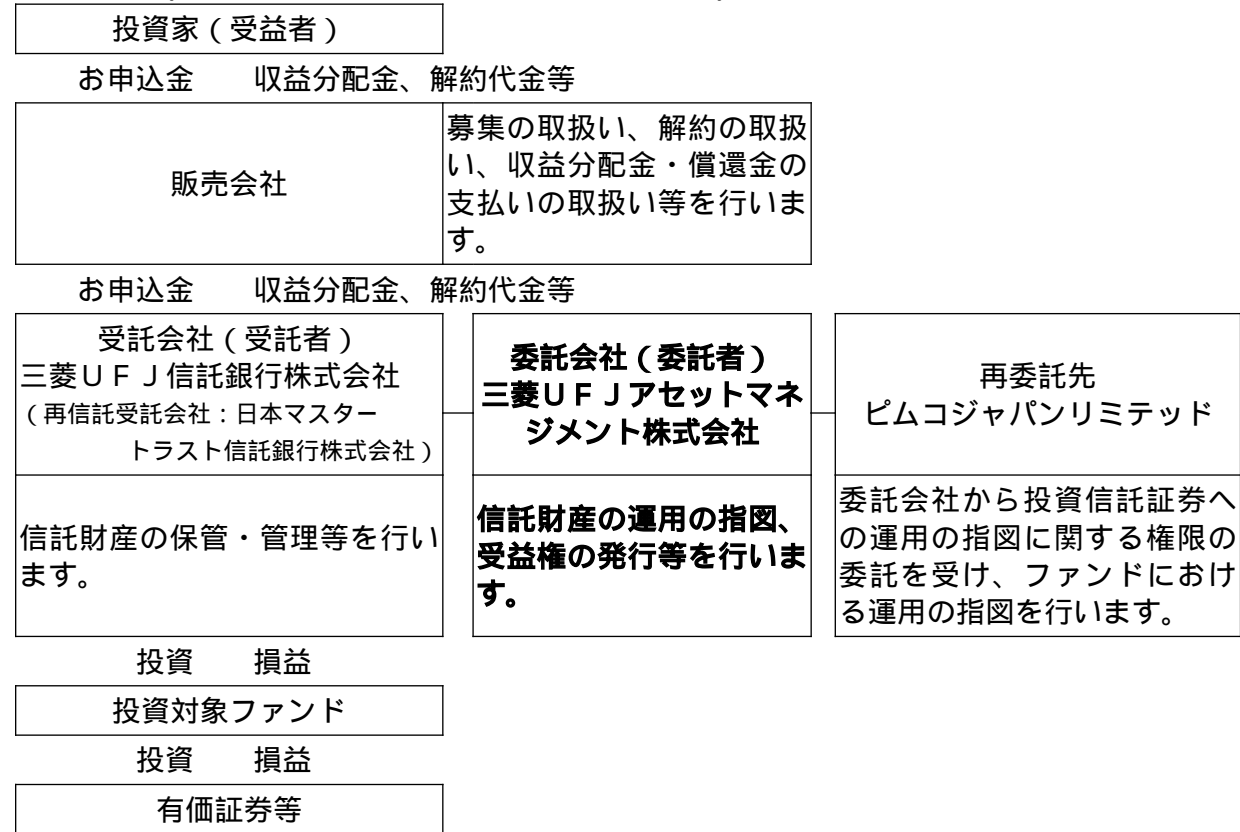 投資家(受益者)
お申込金　収益分配金、解約代金等
販売会社
募集の取扱い、解約の取扱
い、収益分配金・償還金の
支払いの取扱い等を行いま
す。
お申込金　収益分配金、解約代金等
受託会社(受託者)
三菱UFJ信託銀行株式会社
(再信託受託会社:日本マスター
トラスト信託銀行株式会社)
委託会社(委託者)
三菱UFJアセットマネ
ジメント株式会社
再委託先
ピムコジャパンリミテッド
信託財産の保管・管理等を行い
ます。
信託財産の運用の指図、
受益権の発行等を行いま
す。
委託会社から投資信託証券へ
の運用の指図に関する権限の
委託を受け、ファンドにおけ
る運用の指図を行います。
投資　損益
投資対象ファンド
投資　損益
有価証券等